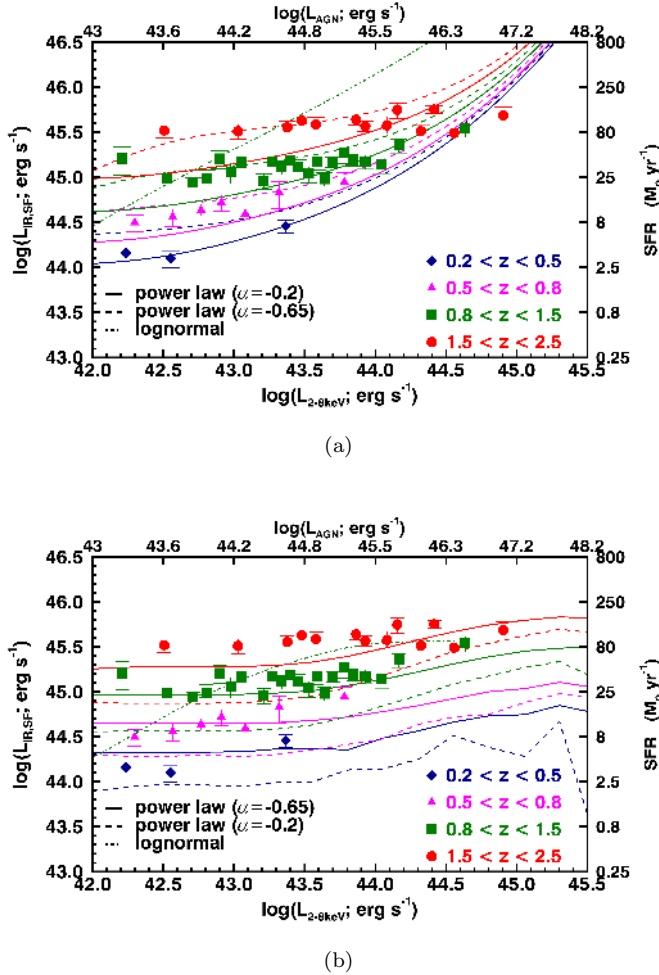 log(L_AGN; erg s⁻¹)
43 43.6 44.2 44.8 45.5 46.3 47.2 48.2
46.5 800
46.0 250
45.5 80
45.0 25
44.5 8
44.0 2.5
43.5 0.8
43.0 0.25
log(L_IR,SF; erg s⁻¹)
SFR (M_o yr⁻¹)
power law (α=-0.2)
power law (α=-0.65)
lognormal
0.2 < z < 0.5
0.5 < z < 0.8
0.8 < z < 1.5
1.5 < z < 2.5
42.0 42.5 43.0 43.5 44.0 44.5 45.0 45.5
log(L_2-8keV; erg s⁻¹)
(a)
log(L_AGN; erg s⁻¹)
43 43.6 44.2 44.8 45.5 46.3 47.2 48.2
46.5 800
46.0 250
45.5 80
45.0 25
44.5 8
44.0 2.5
43.5 0.8
43.0 0.25
log(L_IR,SF; erg s⁻¹)
SFR (M_o yr⁻¹)
power law (α=-0.65)
power law (α=-0.2)
lognormal
0.2 < z < 0.5
0.5 < z < 0.8
0.8 < z < 1.5
1.5 < z < 2.5
42.0 42.5 43.0 43.5 44.0 44.5 45.0 45.5
log(L_2-8keV; erg s⁻¹)
(b)